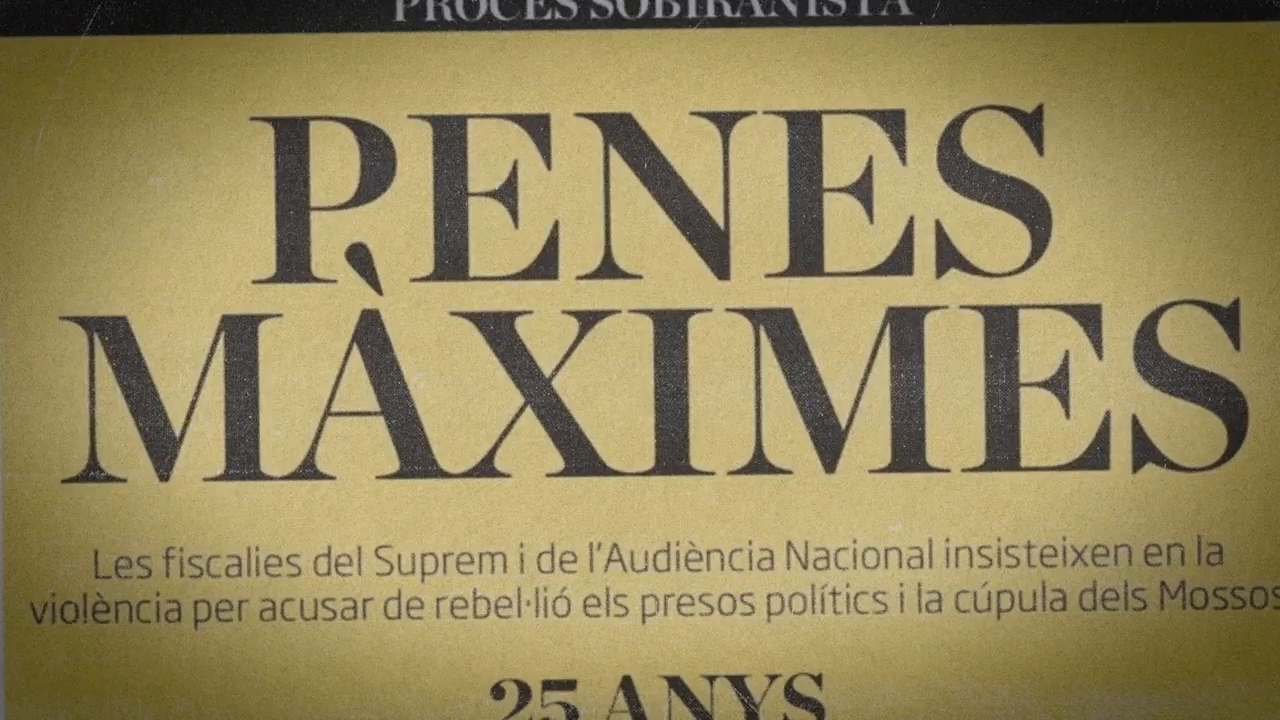 PROCÉS SOBIRANISTA
PENES
MÀXIMES
Les fiscalies del Suprem i de l'Audiència Nacional insisteixen en la
violència per acusar de rebel·lió els presos polítics i la cúpula dels Mossos
25 ANYS